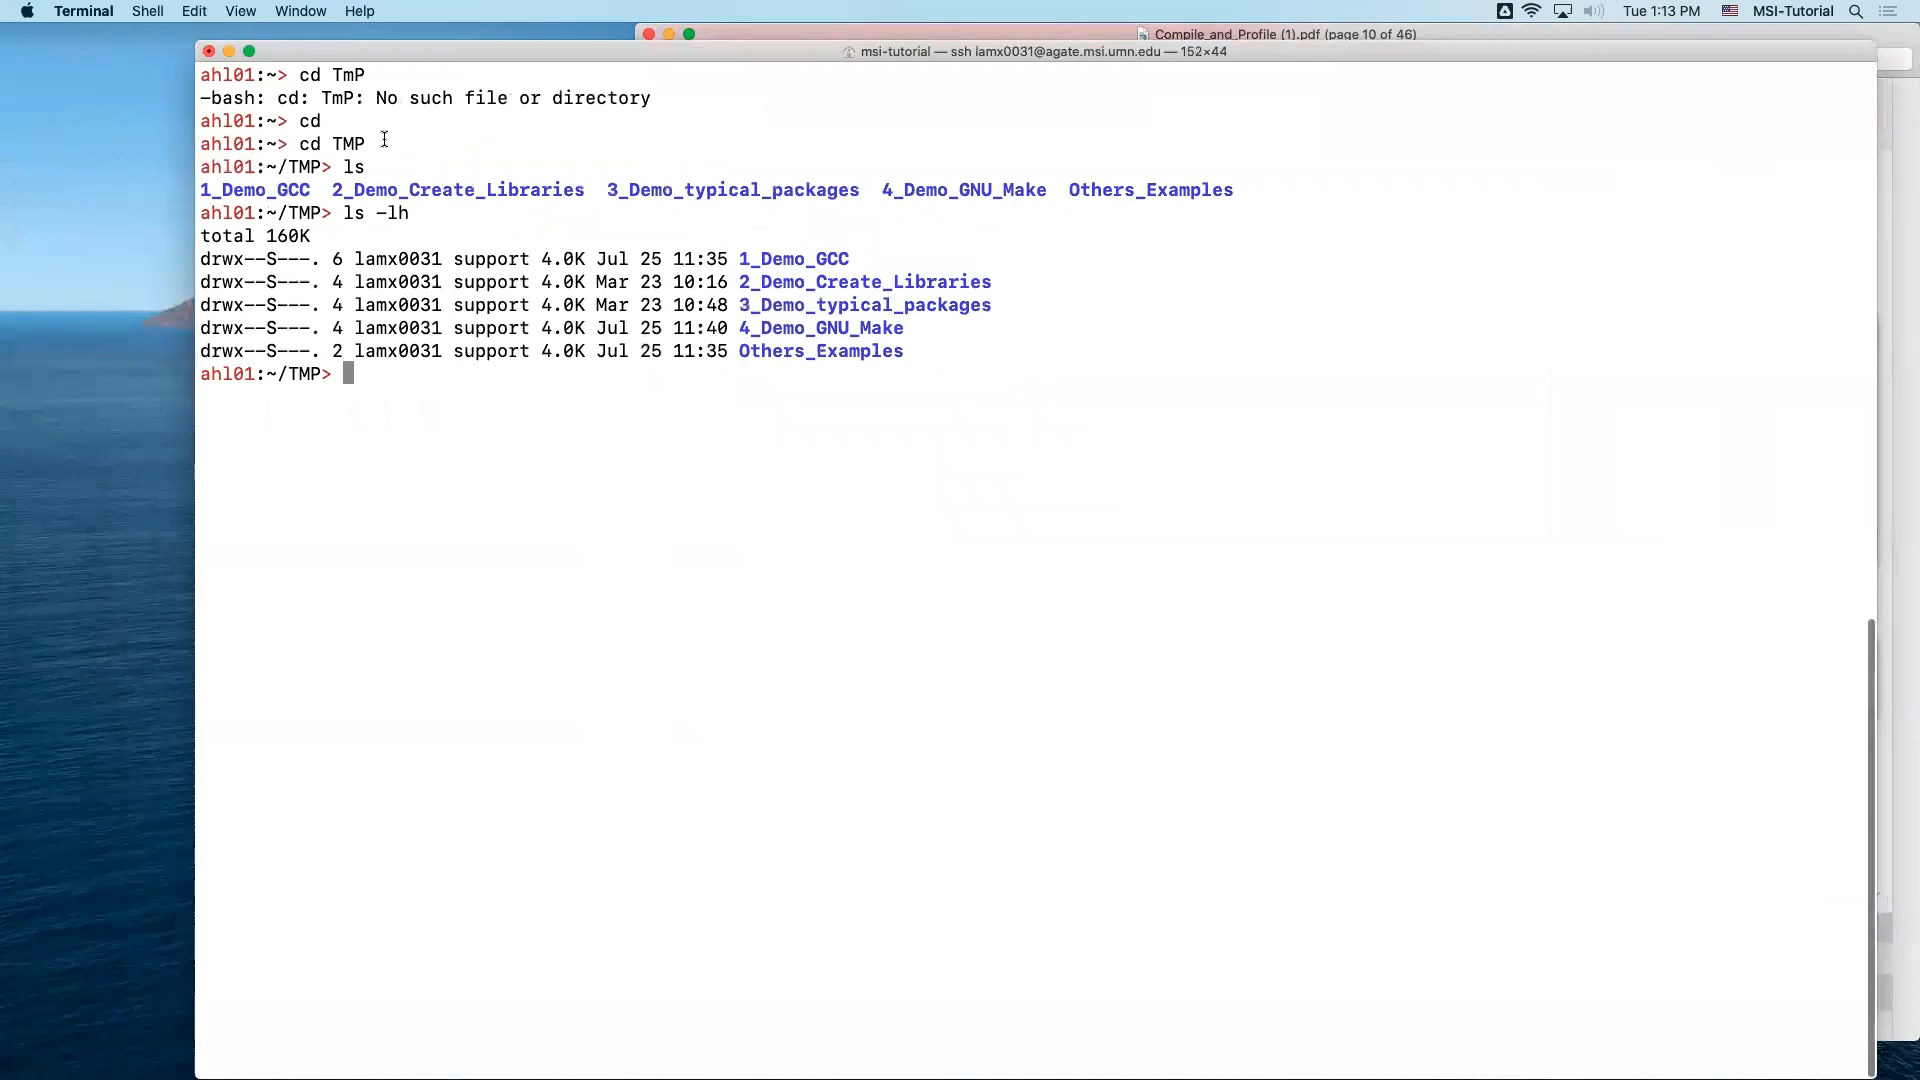 Terminal Shell Edit View Window Help Tue 1:13 PM MSI-Tutorial
Compile_and_Profile (1).pdf (page 10 of 46)
msi-tutorial — ssh lamx0031@agate.msi.umn.edu — 152×44
ahl01:~> cd TmP
-bash: cd: TmP: No such file or directory
ahl01:~> cd
ahl01:~> cd TMP
ahl01:~/TMP> ls
1_Demo_GCC 2_Demo_Create_Libraries 3_Demo_typical_packages 4_Demo_GNU_Make Others_Examples
ahl01:~/TMP> ls -lh
total 160K
drwx--S---. 6 lamx0031 support 4.0K Jul 25 11:35 1_Demo_GCC
drwx--S---. 4 lamx0031 support 4.0K Mar 23 10:16 2_Demo_Create_Libraries
drwx--S---. 4 lamx0031 support 4.0K Mar 23 10:48 3_Demo_typical_packages
drwx--S---. 4 lamx0031 support 4.0K Jul 25 11:40 4_Demo_GNU_Make
drwx--S---. 2 lamx0031 support 4.0K Jul 25 11:35 Others_Examples
ahl01:~/TMP>